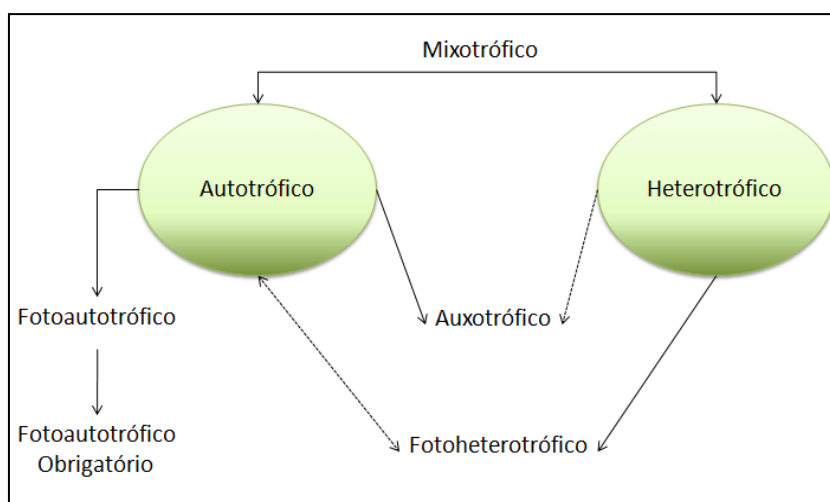 Mixotrófico
Autotrófico
Heterotrófico
Fotoautotrófico
Auxotrófico
Fotoautotrófico
Obrigatório
Fotoheterotrófico